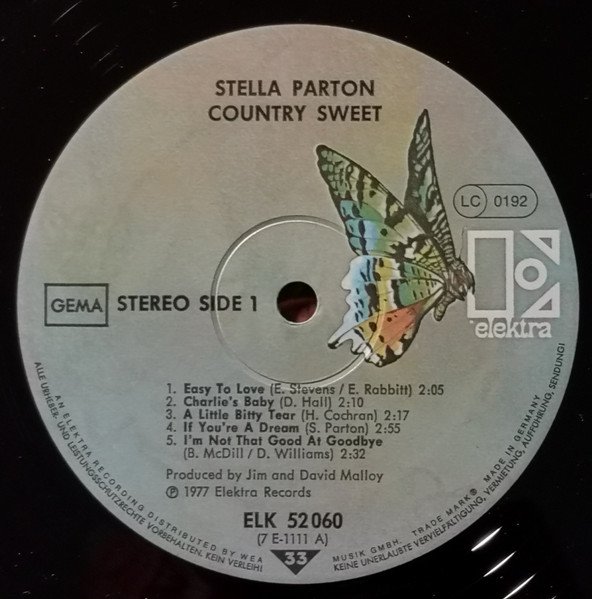 STELLA PARTON
COUNTRY SWEET
LC 0192
elektra
GEMA STEREO SIDE 1
1. Easy To Love (E. Stevens / E. Rabbitt) 2:05
2. Charlie's Baby (D. Hall) 2:10
3. A Little Bitty Tear (H. Cochran) 2:17
4. If You're A Dream (S. Parton) 2:55
5. I'm Not That Good At Goodbye
(B. McDill / D. Williams) 2:32
Produced by Jim and David Malloy
℗ 1977 Elektra Records
ELK 52 060
(7 E-1111 A)
33
AN ELEKTRA RECORDING DISTRIBUTED BY WEA MUSIK GMBH. TRADE MARK ® MADE IN GERMANY
ALLE URHEBER- UND LEISTUNGSSCHUTZRECHTE VORBEHALTEN. KEIN VERLEIH! KEINE UNERLAUBTE VERVIELFÄLTIGUNG, VERMIETUNG, AUFFÜHRUNG, SENDUNG!